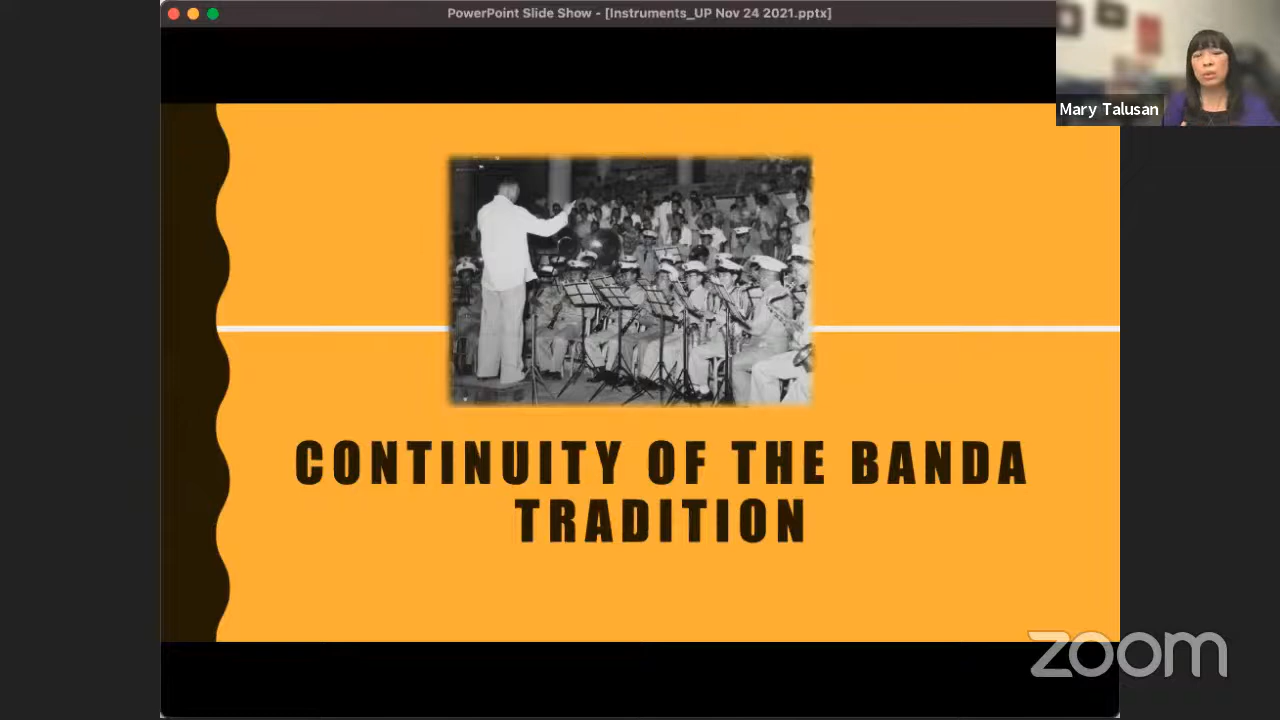 PowerPoint Slide Show - [Instruments_UP Nov 24 2021.pptx]
Mary Talusan
CONTINUITY OF THE BANDA
TRADITION
zoom